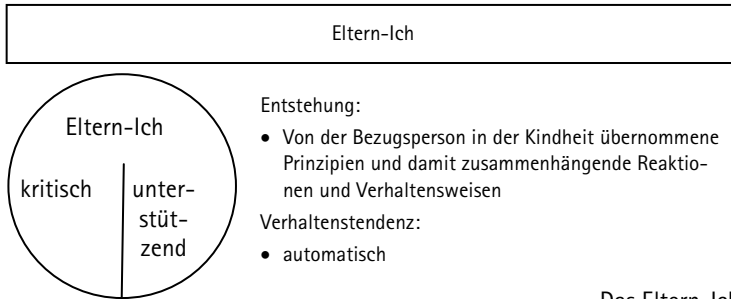 Eltern-Ich
Eltern-Ich
kritisch
unter-
stüt-
zend
Entstehung:
• Von der Bezugsperson in der Kindheit übernommene
Prinzipien und damit zusammenhängende Reaktio-
nen und Verhaltensweisen
Verhaltenstendenz:
• automatisch